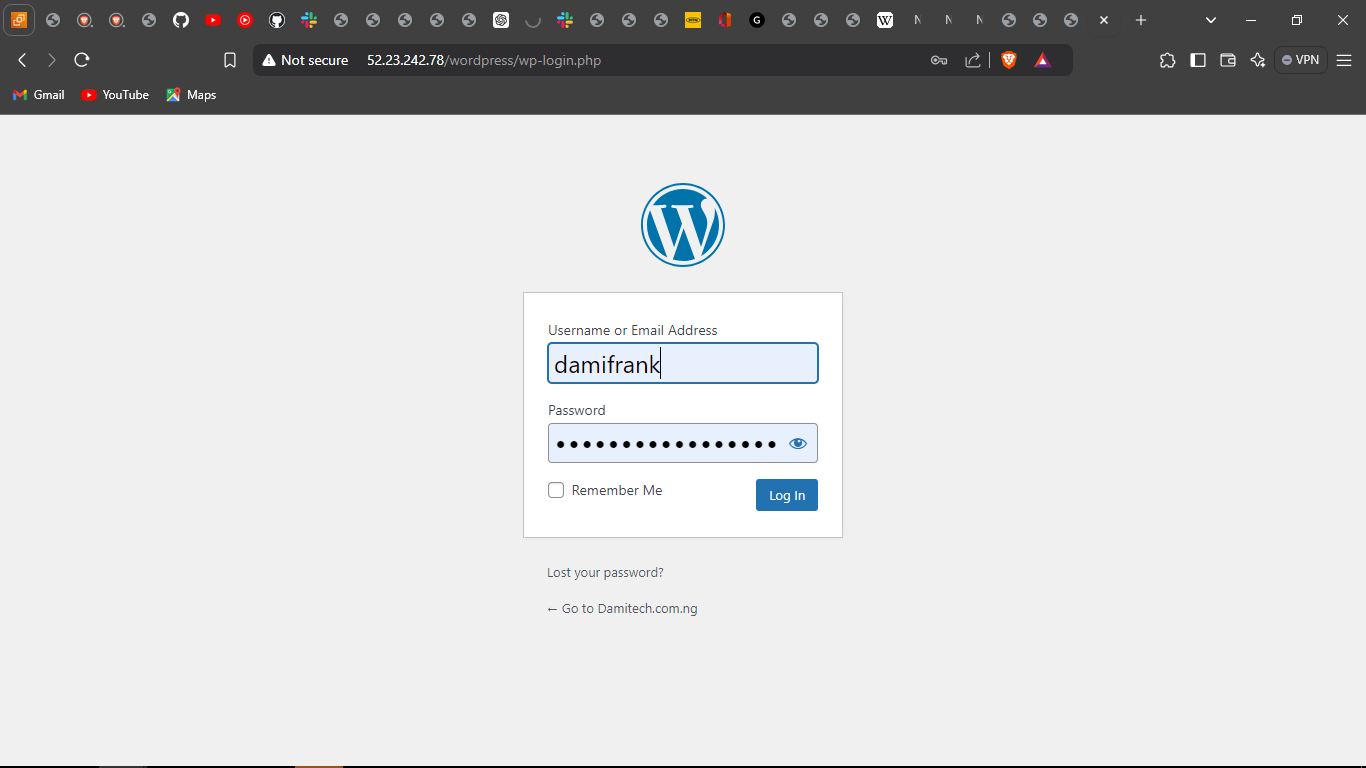 Not secure 52.23.242.78/wordpress/wp-login.php VPN
Gmail YouTube Maps
Username or Email Address
damifrank
Password
Remember Me Log In
Lost your password?
← Go to Damitech.com.ng